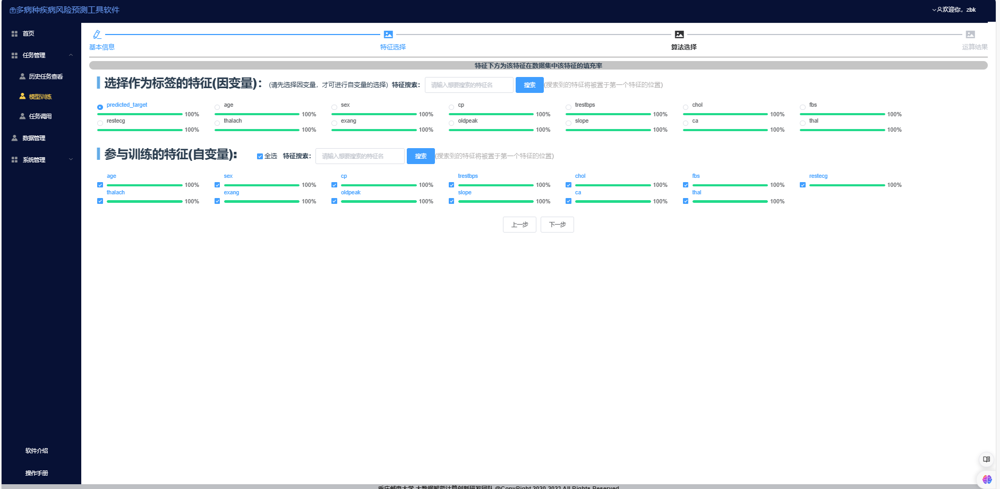 多病种疾病风险预测工具软件
欢迎你，zbk
首页
任务管理
历史任务查看
模型训练
任务调用
数据管理
系统管理
软件介绍
操作手册
基本信息 特征选择 算法选择 运算结果
特征下方为该特征在数据集中该特征的填充率
选择作为标签的特征(因变量)： (请先选择因变量，才可进行自变量的选择) 特征搜索： 请输入想要搜索的特征名 搜索 (搜索到的特征将被置于第一个特征的位置)
predicted_target age sex cp trestbps chol fbs
100% 100% 100% 100% 100% 100% 100%
restecg thalach exang oldpeak slope ca thal
100% 100% 100% 100% 100% 100% 100%
参与训练的特征(自变量): 全选 特征搜索： 请输入想要搜索的特征名 搜索 (搜索到的特征将被置于第一个特征的位置)
age sex cp trestbps chol fbs restecg
100% 100% 100% 100% 100% 100% 100%
thalach exang oldpeak slope ca thal
100% 100% 100% 100% 100% 100%
上一步 下一步
重庆邮电大学 大数据智能计算创新研发团队 @CopyRight 2020-2023 All Rights Reserved